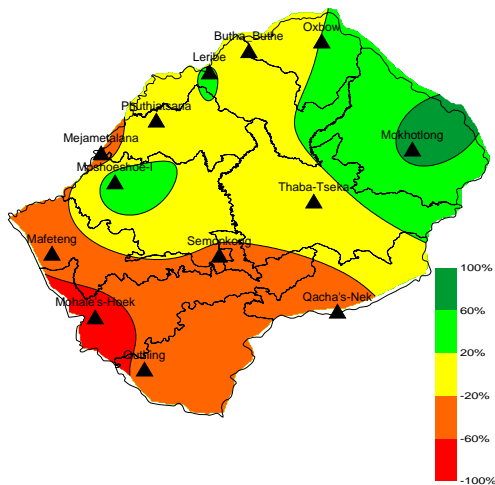 Oxbow
Butha-Buthe
Leribe
Phuthiatsana
Mokhotlong
Mejametalana
Moshoeshoe-I
Thaba-Tseka
Mafeteng
Semonkong
Qacha's-Nek
Mohale's-Hoek
Quthing
100%
60%
20%
-20%
-60%
-100%